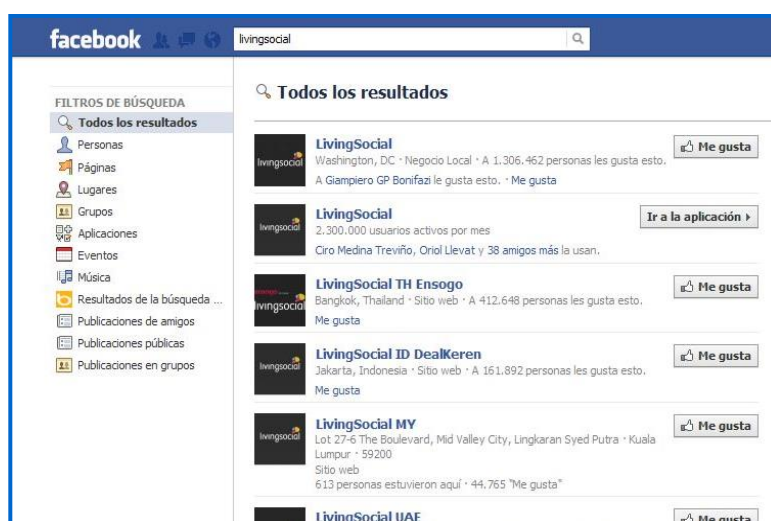 facebook
livingsocial
FILTROS DE BÚSQUEDA
Todos los resultados
Personas
Páginas
Lugares
Grupos
Aplicaciones
Eventos
Música
Resultados de la búsqueda ...
Publicaciones de amigos
Publicaciones públicas
Publicaciones en grupos
Todos los resultados
livingsocial
LivingSocial
Washington, DC · Negocio Local · A 1.306.462 personas les gusta esto.
A Giampiero GP Bonifazi le gusta esto. · Me gusta
Me gusta
livingsocial
LivingSocial
2.300.000 usuarios activos por mes
Ciro Medina Treviño, Oriol Llevat y 38 amigos más la usan.
Ir a la aplicación
livingsocial
LivingSocial TH Ensogo
Bangkok, Thailand · Sitio web · A 412.648 personas les gusta esto.
Me gusta
Me gusta
livingsocial
LivingSocial ID DealKeren
Jakarta, Indonesia · Sitio web · A 161.892 personas les gusta esto.
Me gusta
Me gusta
livingsocial
LivingSocial MY
Lot 27-6 The Boulevard, Mid Valley City, Lingkaran Syed Putra · Kuala
Lumpur · 59200
Sitio web
613 personas estuvieron aquí · 44.765 "Me gusta"
Me gusta
LivingSocial UAE
Me gusta